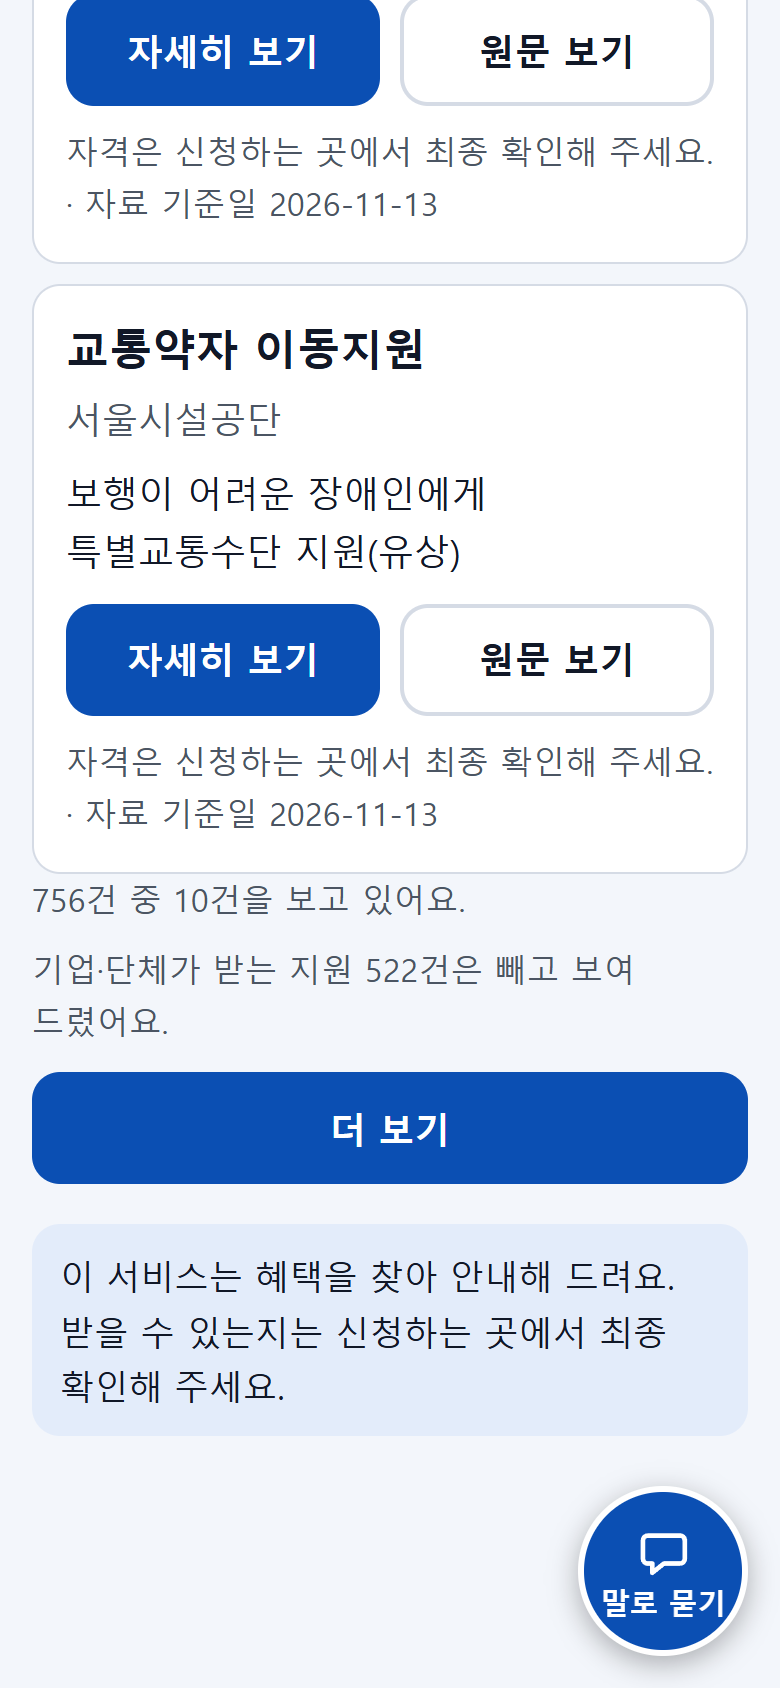 자세히 보기
원문 보기
자격은 신청하는 곳에서 최종 확인해 주세요.
· 자료 기준일 2026-11-13
교통약자 이동지원
서울시설공단
보행이 어려운 장애인에게
특별교통수단 지원(유상)
자세히 보기
원문 보기
자격은 신청하는 곳에서 최종 확인해 주세요.
· 자료 기준일 2026-11-13
756건 중 10건을 보고 있어요.
기업·단체가 받는 지원 522건은 빼고 보여
드렸어요.
더 보기
이 서비스는 혜택을 찾아 안내해 드려요.
받을 수 있는지는 신청하는 곳에서 최종
확인해 주세요.
말로 묻기